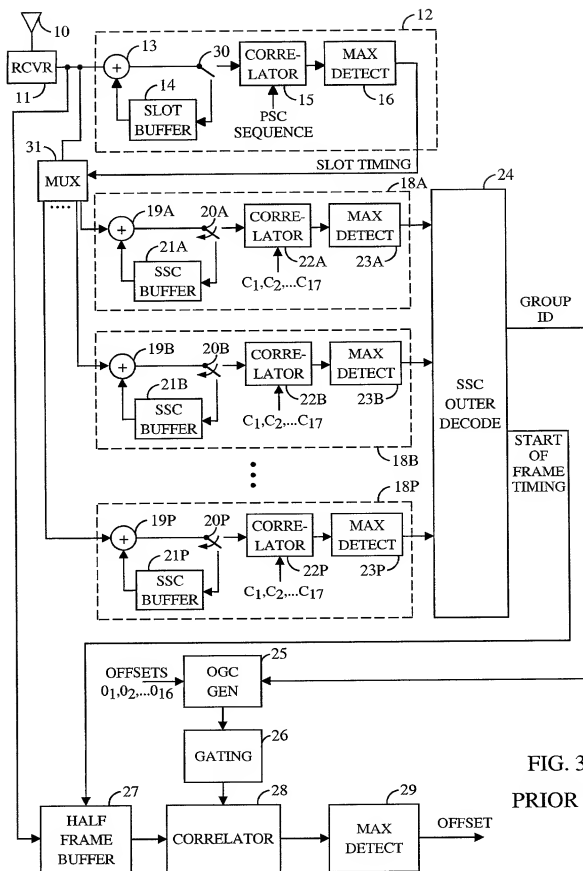 10
12
13
30
CORRE-
LATOR
MAX
DETECT
RCVR
11
14
SLOT
BUFFER
15
16
PSC
SEQUENCE
31
MUX
SLOT TIMING
18A
24
19A
20A
CORRE-
LATOR
MAX
DETECT
21A
SSC
BUFFER
22A
23A
C1,C2,...C17
GROUP
ID
19B
20B
CORRE-
LATOR
MAX
DETECT
21B
SSC
BUFFER
22B
23B
C1,C2,...C17
SSC
OUTER
DECODE
18B
START
OF
FRAME
TIMING
18P
19P
20P
CORRE-
LATOR
MAX
DETECT
21P
SSC
BUFFER
22P
23P
C1,C2,...C17
25
OFFSETS
01,02,...016
OGC
GEN
26
GATING
FIG. 3
PRIOR
27
28
29
HALF
FRAME
BUFFER
CORRELATOR
MAX
DETECT
OFFSET